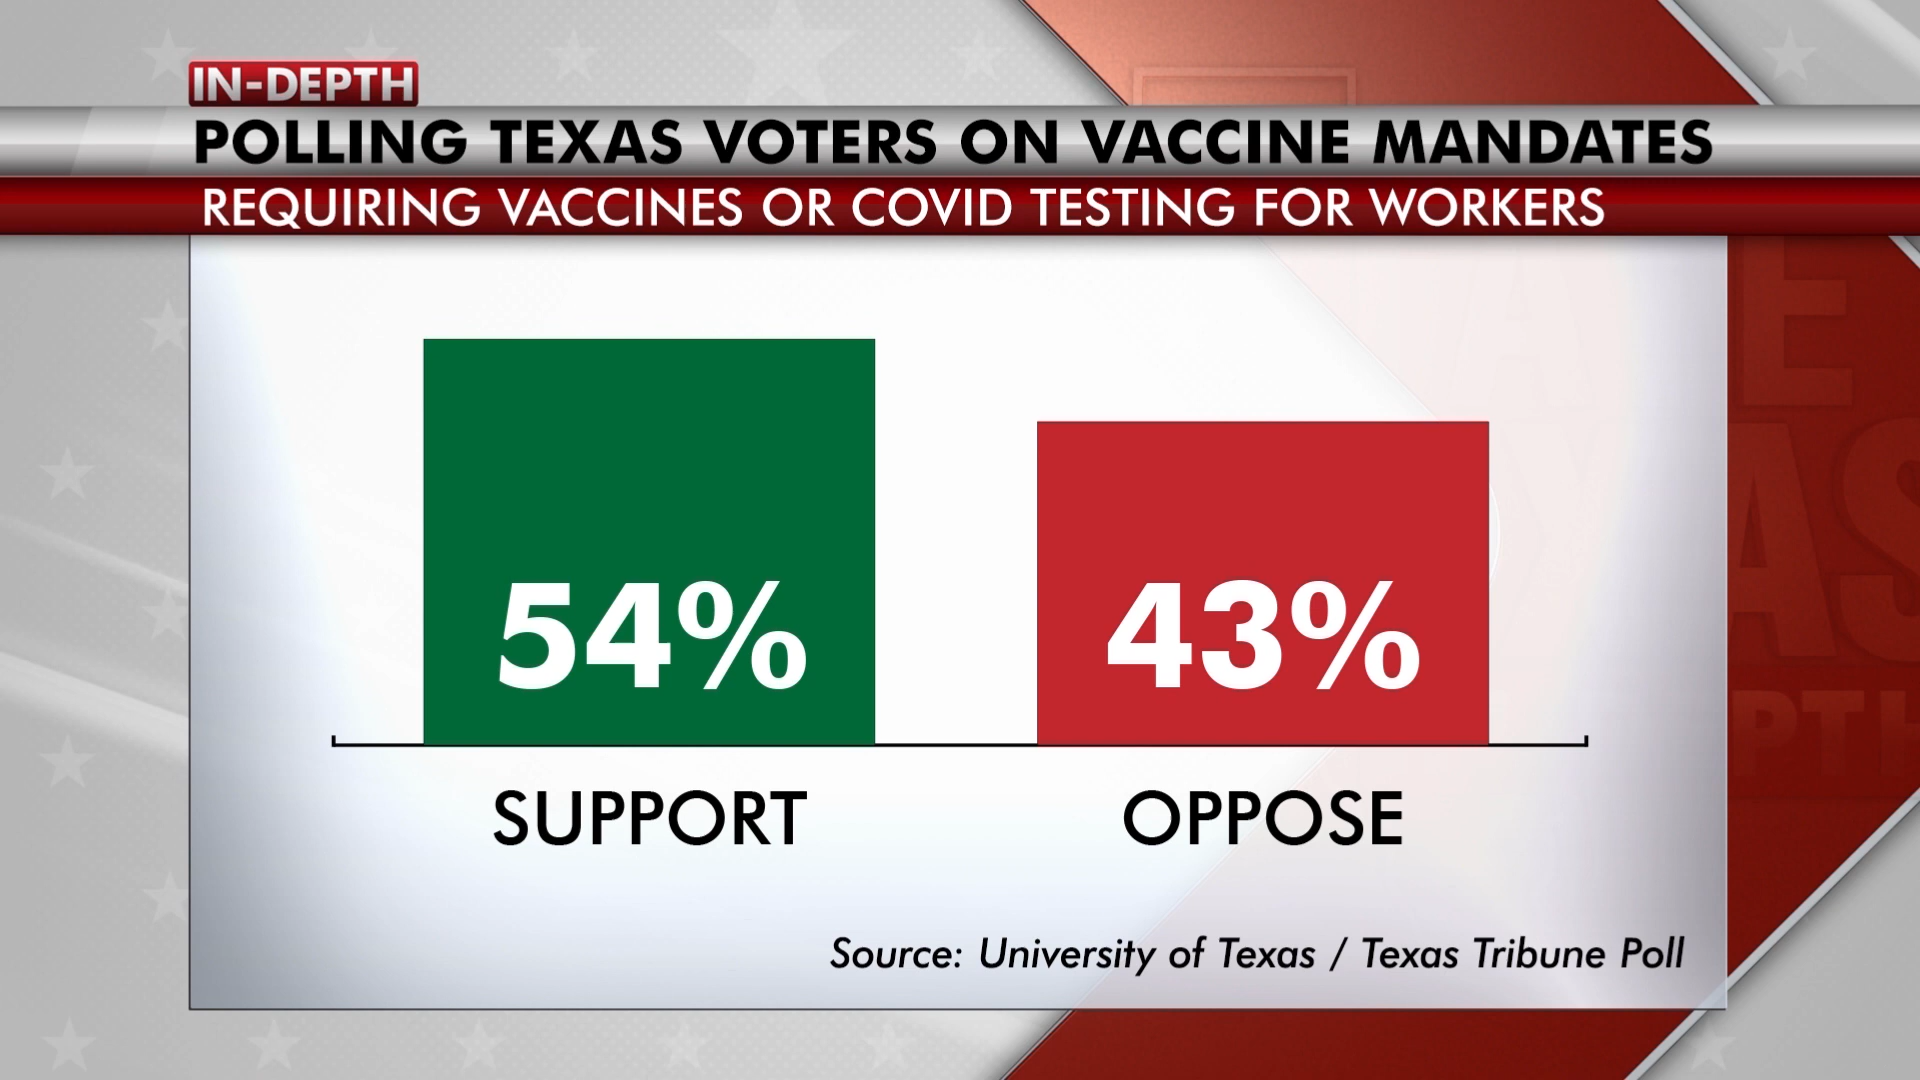 IN-DEPTH
POLLING TEXAS VOTERS ON VACCINE MANDATES
REQUIRING VACCINES OR COVID TESTING FOR WORKERS
54%
43%
SUPPORT
OPPOSE
Source: University of Texas / Texas Tribune Poll